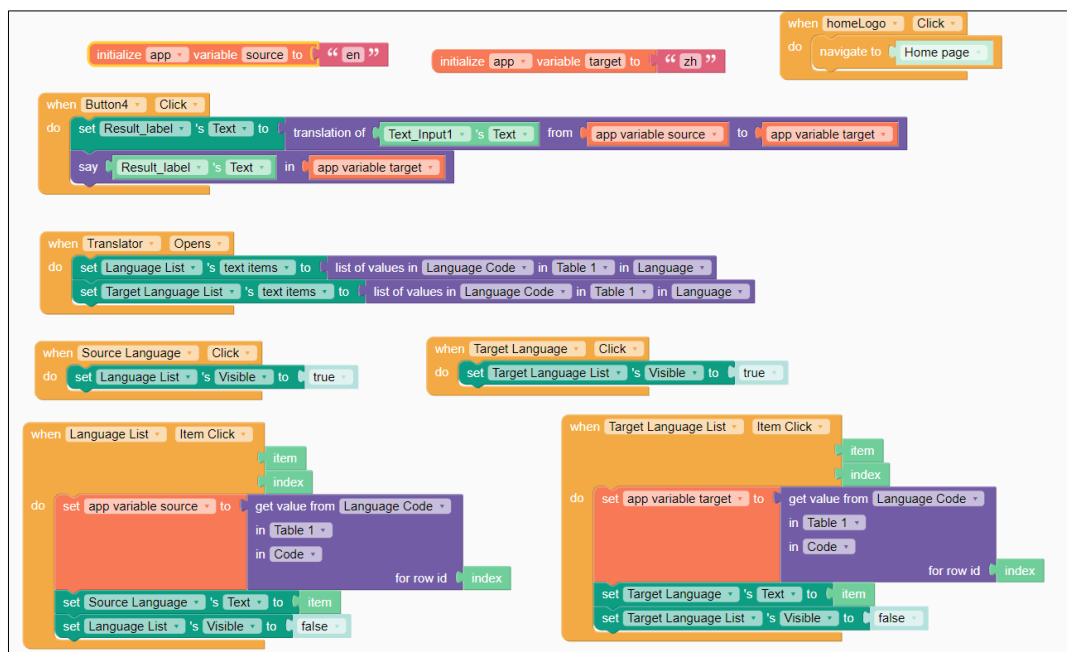 initialize app variable source to “ en ”
initialize app variable target to “ zh ”
when homeLogo Click
do navigate to Home page
when Button4 Click
do set Result_label 's Text to translation of Text_Input1 's Text from app variable source to app variable target
say Result_label 's Text in app variable target
when Translator Opens
do set Language List 's text items to list of values in Language Code in Table 1 in Language
set Target Language List 's text items to list of values in Language Code in Table 1 in Language
when Source Language Click
do set Language List 's Visible to true
when Target Language Click
do set Target Language List 's Visible to true
when Language List Item Click
item
index
do set app variable source to get value from Language Code
in Table 1
in Code
for row id index
set Source Language 's Text to item
set Language List 's Visible to false
when Target Language List Item Click
item
index
do set app variable target to get value from Language Code
in Table 1
in Code
for row id index
set Target Language 's Text to item
set Target Language List 's Visible to false